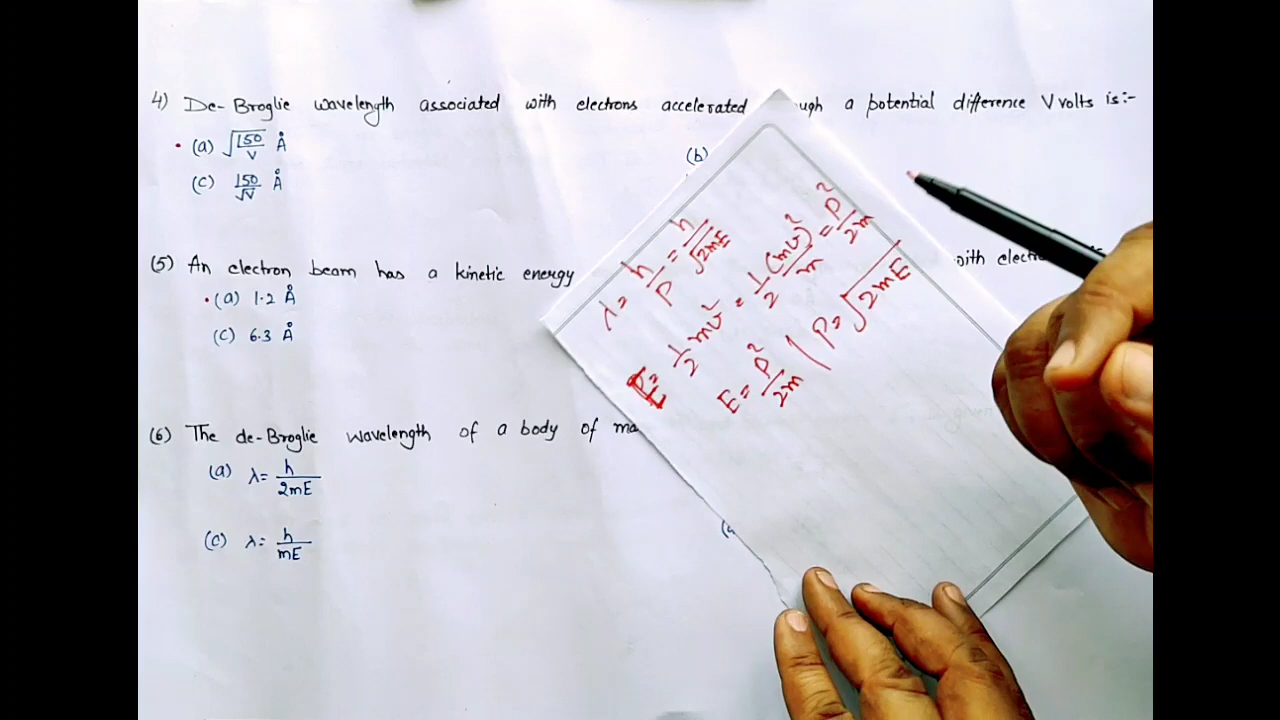 4) De-Broglie wavelength associated with electrons accelerated ough a potential difference V volts is:-
(a) √150/V Å
(b)
(c) 150/√V Å
(5) An electron beam has a kinetic energy with electr
(a) 1.2 Å
(c) 6.3 Å
(6) The de-Broglie wavelength of a body of ma
(a) λ = h/2mE
(c) λ = h/mE
λ = h/P = h/√2mE
E = 1/2 mv² = 1/2 (mv)²/m = P²/2m
E = P²/2m | P = √2mE